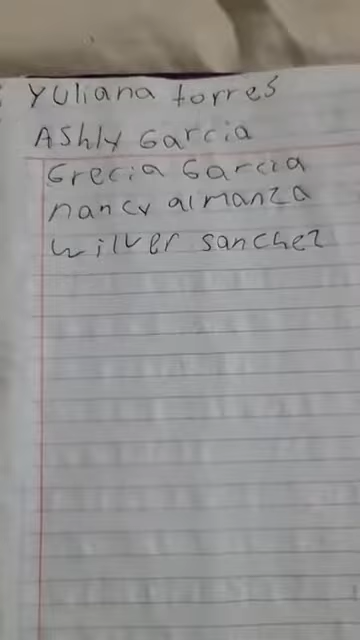 Yuliana torres
Ashly Garcia
Grecia Garcia
nancy almanza
wilver sanchez